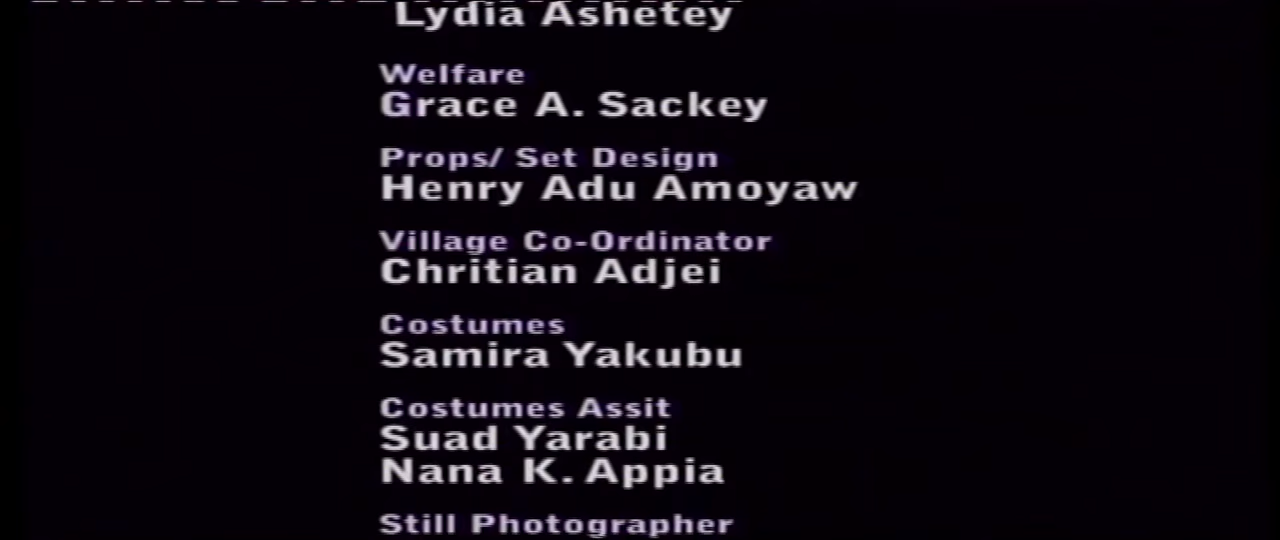 Lydia Ashetey
Welfare
Grace A. Sackey
Props/ Set Design
Henry Adu Amoyaw
Village Co-Ordinator
Chritian Adjei
Costumes
Samira Yakubu
Costumes Assit
Suad Yarabi
Nana K. Appia
Still Photographer